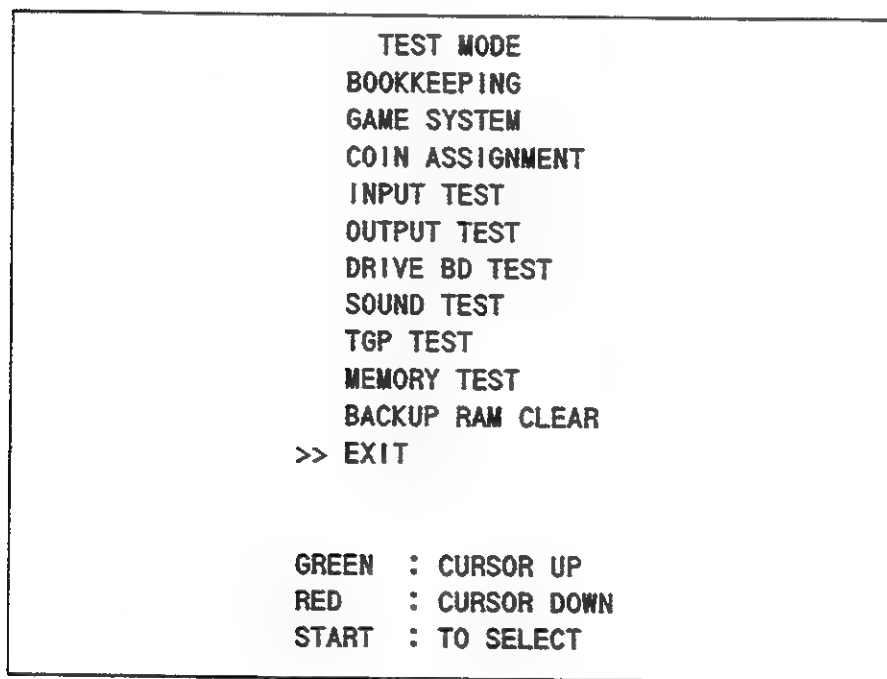 TEST MODE
BOOKKEEPING
GAME SYSTEM
COIN ASSIGNMENT
INPUT TEST
OUTPUT TEST
DRIVE BD TEST
SOUND TEST
TGP TEST
MEMORY TEST
BACKUP RAM CLEAR
>> EXIT
GREEN : CURSOR UP
RED : CURSOR DOWN
START : TO SELECT